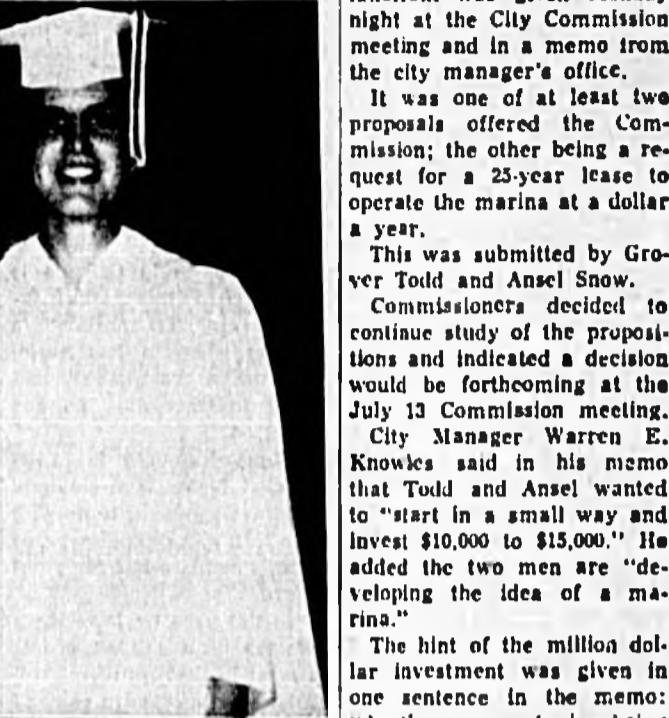 night at the City Commission
meeting and in a memo from
the city manager's office.
It was one of at least two
proposals offered the Com-
mission; the other being a re-
quest for a 25-year lease to
operate the marina at a dollar
a year.
This was submitted by Gro-
ver Todd and Ansel Snow.
Commissioners decided to
continue study of the proposi-
tions and indicated a decision
would be forthcoming at the
July 13 Commission meeting.
City Manager Warren E.
Knowles said in his memo
that Todd and Ansel wanted
to "start in a small way and
invest $10,000 to $15,000." He
added the two men are "de-
veloping the idea of a ma-
rina."
The hint of the million dol-
lar investment was given in
one sentence in the memo: